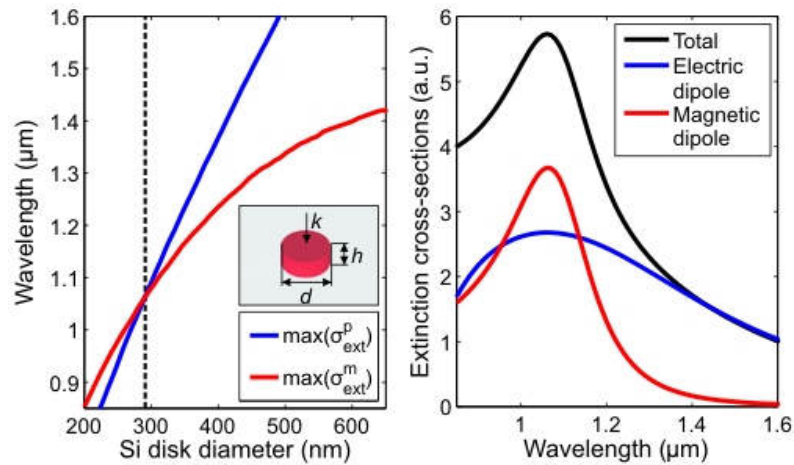 1.6
1.5
1.4
1.3
1.2
1.1
1
0.9
Wavelength (μm)
200 300 400 500 600
Si disk diameter (nm)
k
h
d
max(σ^p_ext)
max(σ^m_ext)
6
5
4
3
2
1
0
Extinction cross-sections (a.u.)
1 1.2 1.4 1.6
Wavelength (μm)
Total
Electric
dipole
Magnetic
dipole